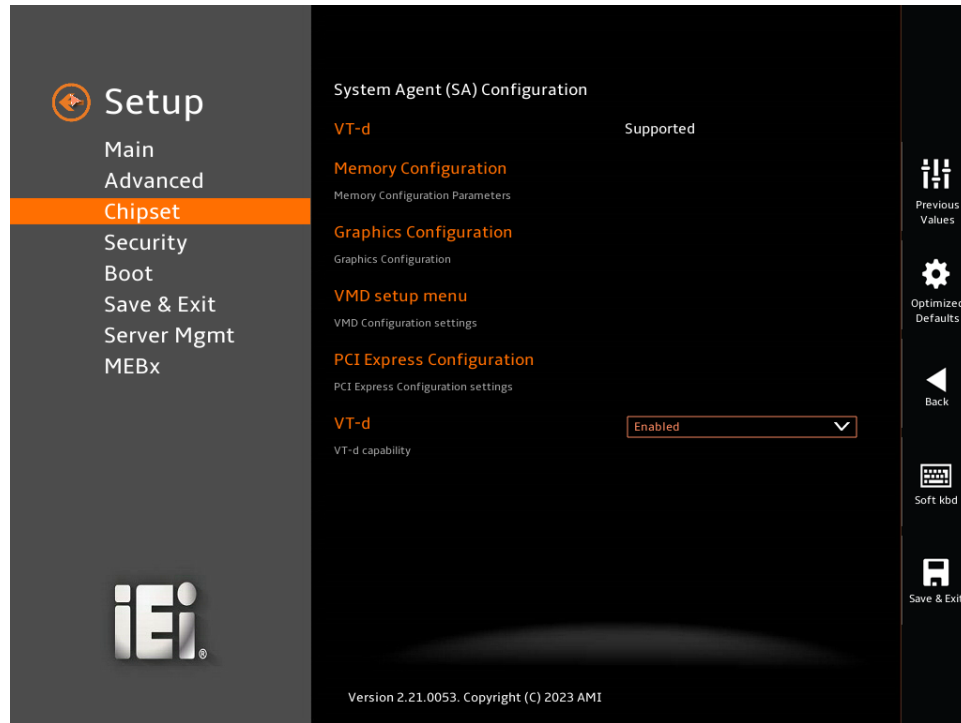 Setup
Main
Advanced
Chipset
Security
Boot
Save & Exit
Server Mgmt
MEBx
iEi
®
System Agent (SA) Configuration
VT-d Supported
Memory Configuration
Memory Configuration Parameters
Graphics Configuration
Graphics Configuration
VMD setup menu
VMD Configuration settings
PCI Express Configuration
PCI Express Configuration settings
VT-d Enabled
VT-d capability
Version 2.21.0053. Copyright (C) 2023 AMI
Previous
Values
Optimized
Defaults
Back
Soft kbd
Save & Exit